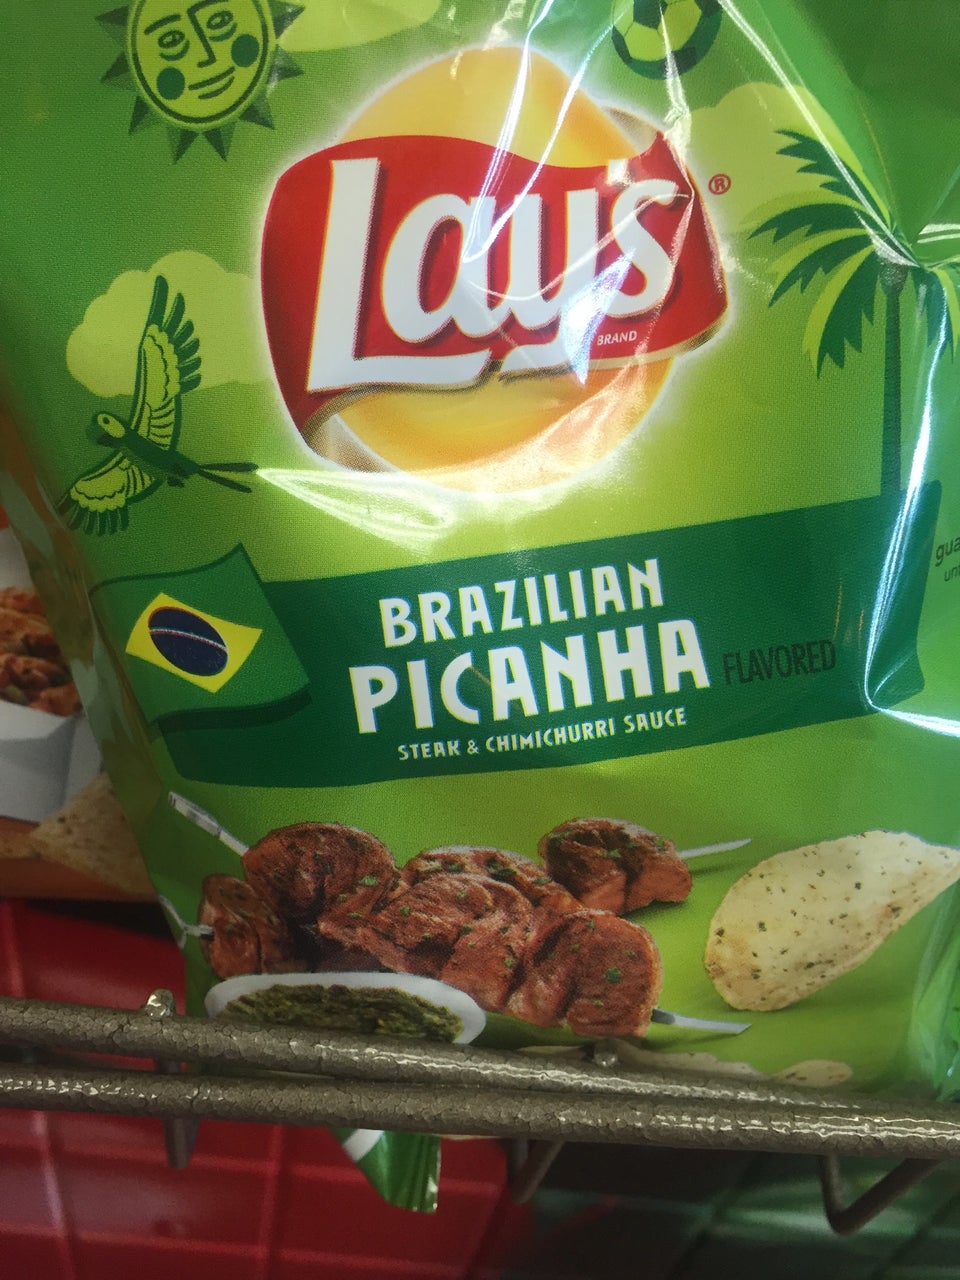 Lay's®
BRAND
BRAZILIAN
PICANHA FLAVORED
STEAK & CHIMICHURRI SAUCE